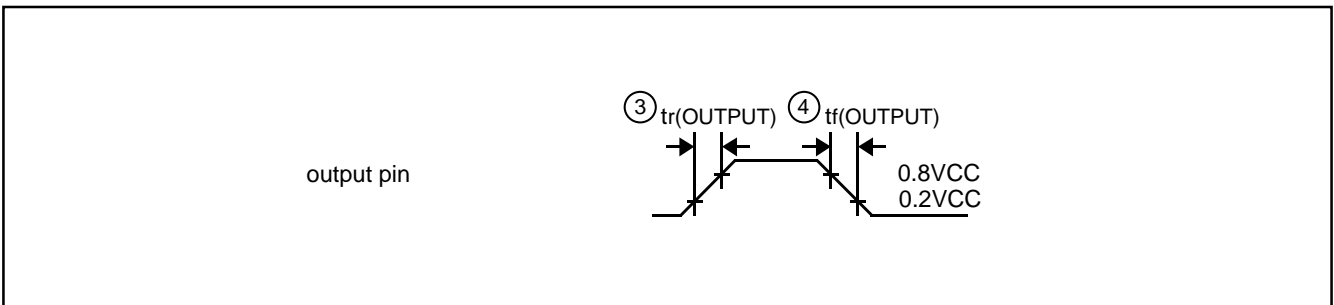 ③ tr(OUTPUT) ④ tf(OUTPUT)
output pin
0.8VCC
0.2VCC